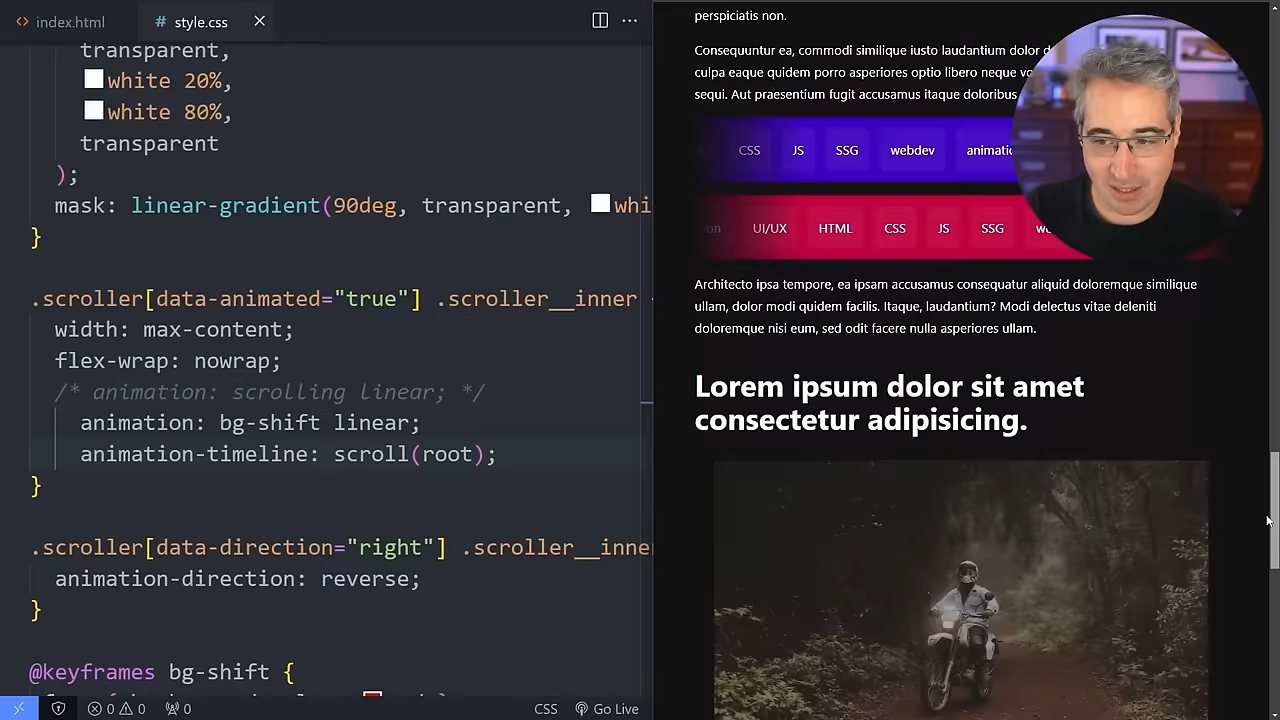 index.html
style.css
transparent,
white 20%,
white 80%,
transparent
);
mask: linear-gradient(90deg, transparent, whi
}
.scroller[data-animated="true"] .scroller__inner
width: max-content;
flex-wrap: nowrap;
/* animation: scrolling linear; */
animation: bg-shift linear;
animation-timeline: scroll(root);
}
.scroller[data-direction="right"] .scroller__inne
animation-direction: reverse;
}
@keyframes bg-shift {
0 0 0
CSS
Go Live
perspiciatis non.
Consequuntur ea, commodi similique iusto laudantium dolor d
culpa eaque quidem porro asperiores optio libero neque vo
sequi. Aut praesentium fugit accusamus itaque doloribus
CSS JS SSG webdev animatio
on UI/UX HTML CSS JS SSG we
Architecto ipsa tempore, ea ipsam accusamus consequatur aliquid doloremque similique
ullam, dolor modi quidem facilis. Itaque, laudantium? Modi delectus vitae deleniti
doloremque nisi eum, sed odit facere nulla asperiores ullam.
Lorem ipsum dolor sit amet
consectetur adipisicing.